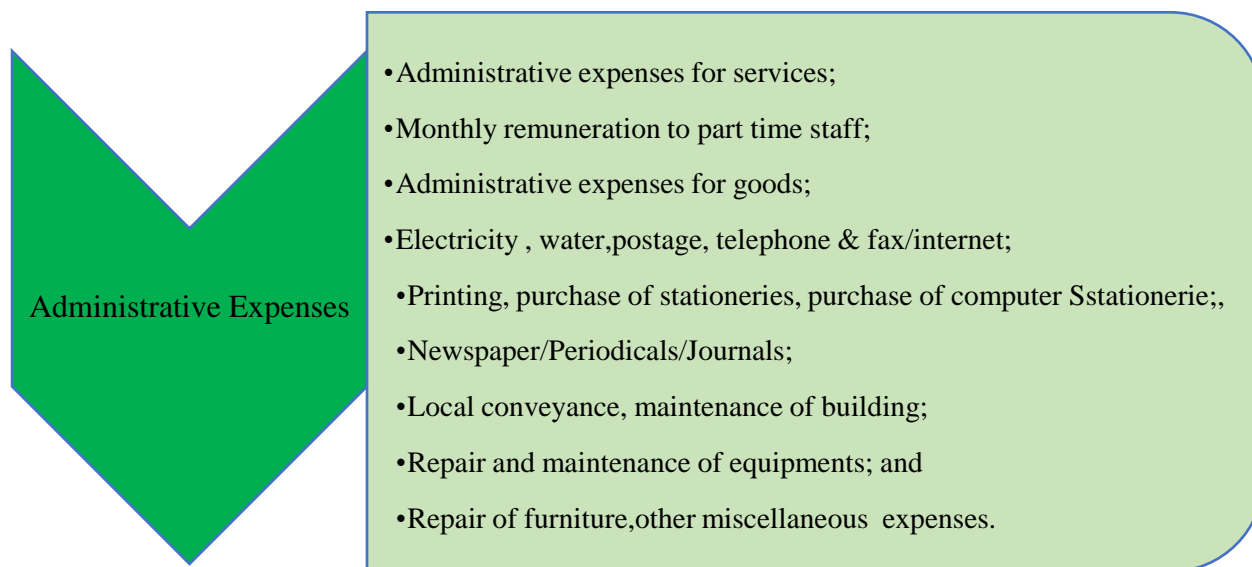 •Administrative expenses for services;
•Monthly remuneration to part time staff;
•Administrative expenses for goods;
•Electricity , water,postage, telephone & fax/internet;
•Printing, purchase of stationeries, purchase of computer Sstationerie;,
Administrative Expenses
•Newspaper/Periodicals/Journals;
•Local conveyance, maintenance of building;
•Repair and maintenance of equipments; and
•Repair of furniture,other miscellaneous  expenses.